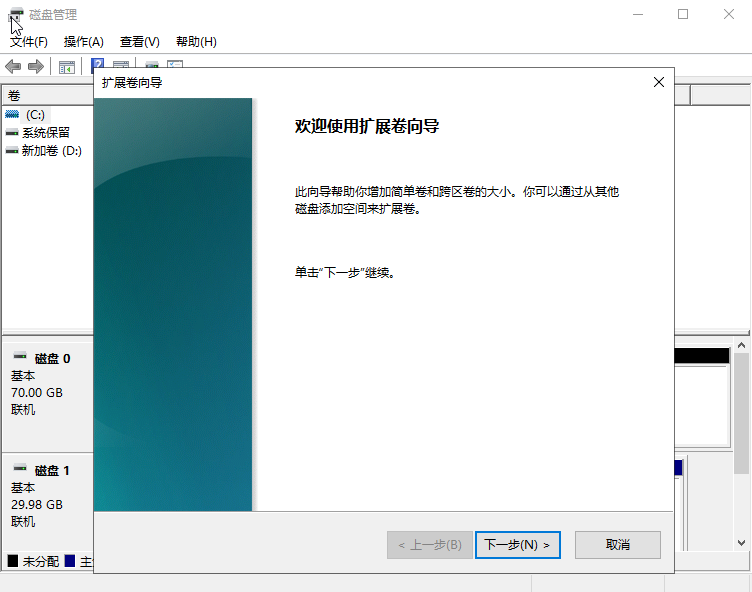 磁盘管理
文件(F) 操作(A) 查看(V) 帮助(H)
扩展卷向导
卷
(C:)
系统保留
新加卷 (D:)
欢迎使用扩展卷向导
此向导帮助你增加简单卷和跨区卷的大小。你可以通过从其他
磁盘添加空间来扩展卷。
单击"下一步"继续。
磁盘 0
基本
70.00 GB
联机
磁盘 1
基本
29.98 GB
联机
未分配 主
< 上一步(B) 下一步(N) > 取消